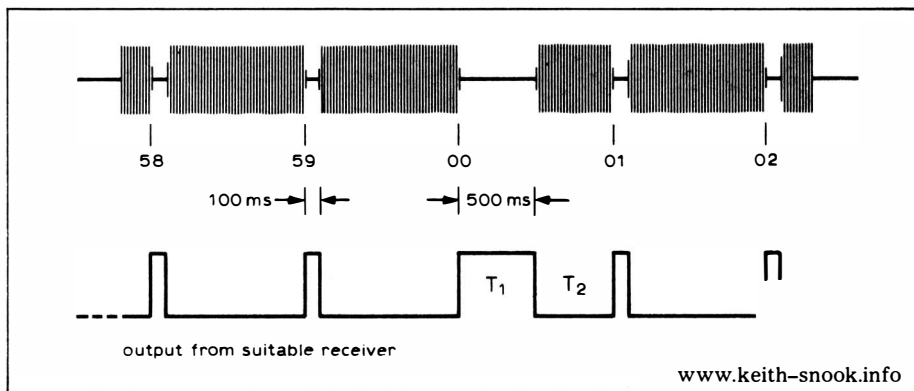 58 59 00 01 02
100 ms 500 ms
T₁ T₂
output from suitable receiver
www.keith-snook.info